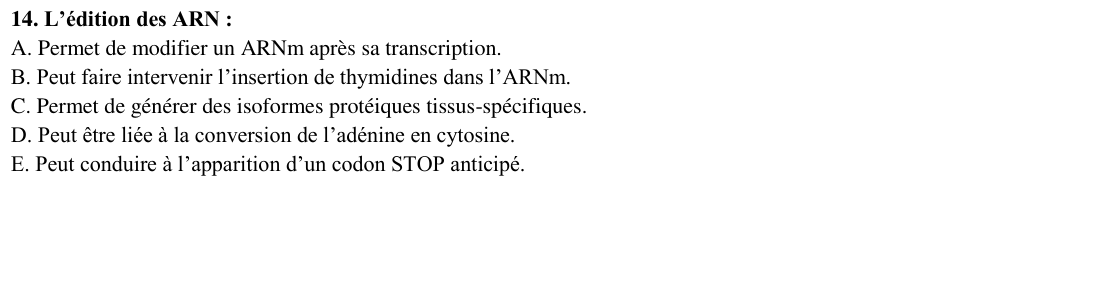 14. L’édition des ARN :
A. Permet de modifier un ARNm après sa transcription.
B. Peut faire intervenir l’insertion de thymidines dans l’ARNm.
C. Permet de générer des isoformes protéiques tissus-spécifiques.
D. Peut être liée à la conversion de l’adénine en cytosine.
E. Peut conduire à l’apparition d’un codon STOP anticipé.